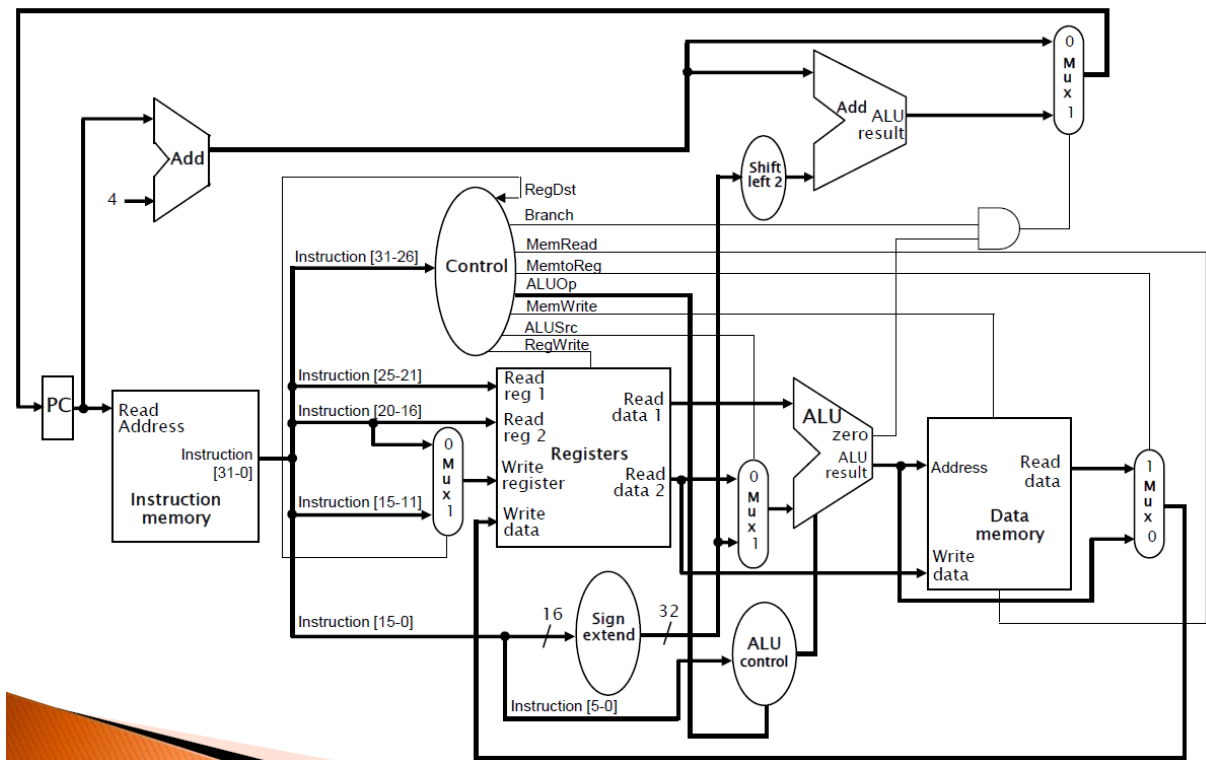 0
M
u
x
1
Add
ALU
result
Add
Shift
left 2
4
RegDst
Branch
MemRead
MemtoReg
ALUOp
MemWrite
ALUSrc
RegWrite
Control
Instruction [31-26]
Instruction [25-21]
Instruction [20-16]
Instruction [15-11]
Instruction [15-0]
Instruction [5-0]
PC
Read
Address
Instruction
[31-0]
Instruction
memory
0
M
u
x
1
Read
reg 1
Read
reg 2
Write
register
Write
data
Registers
Read
data 1
Read
data 2
0
M
u
x
1
ALU
zero
ALU
result
Address
Read
data
Data
memory
Write
data
1
M
u
x
0
16
Sign
extend
32
ALU
control